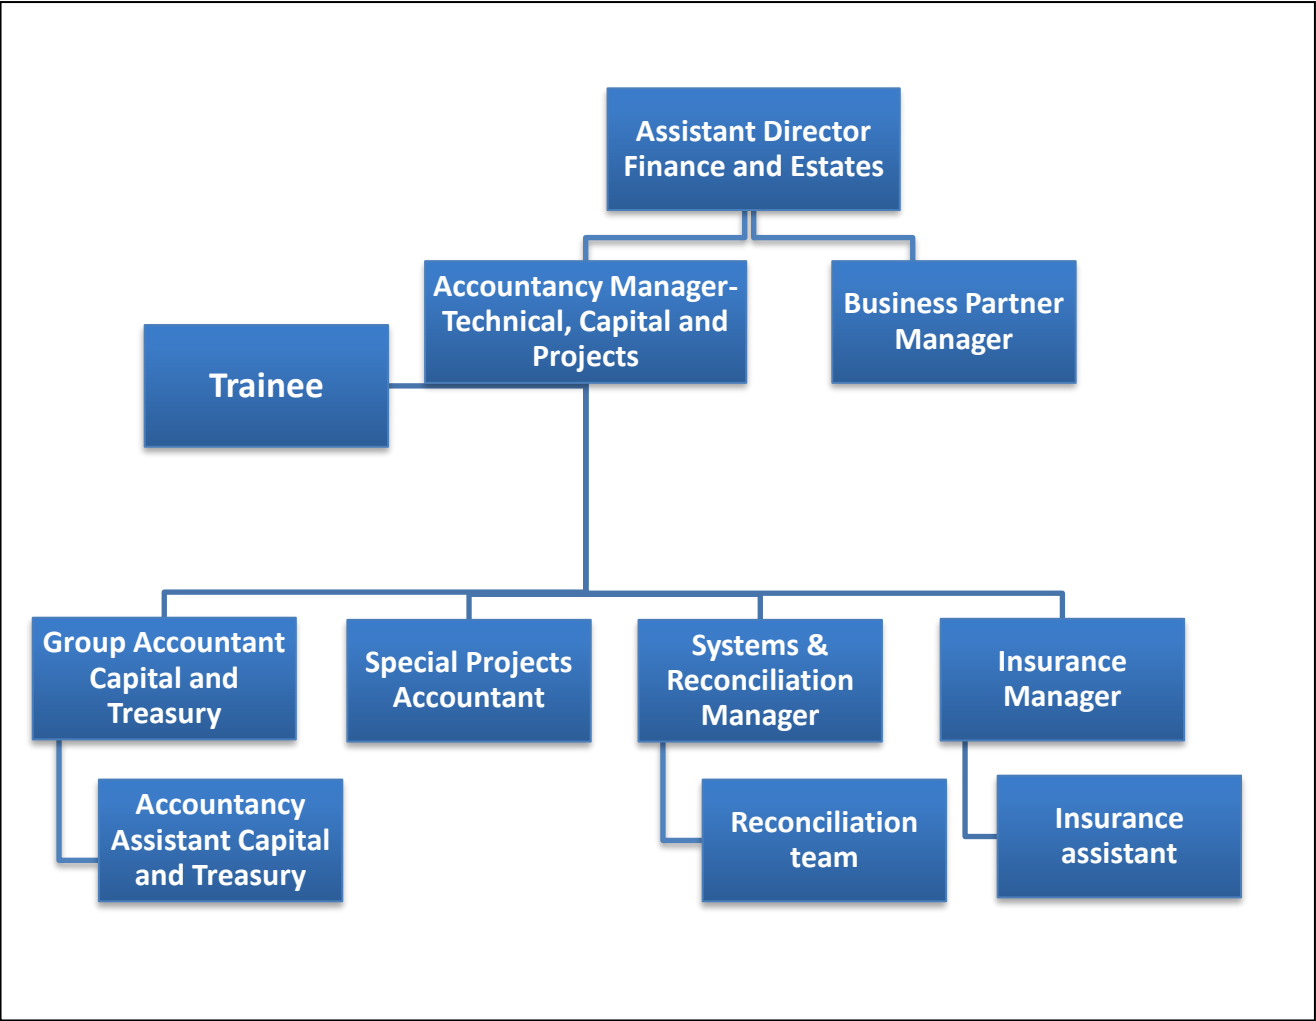 Assistant Director
Finance and Estates
Accountancy Manager-
Technical, Capital and
Projects
Business Partner
Manager
Trainee
Group Accountant
Capital and
Treasury
Special Projects
Accountant
Systems &
Reconciliation
Manager
Insurance
Manager
Accountancy
Assistant Capital
and Treasury
Reconciliation
team
Insurance
assistant